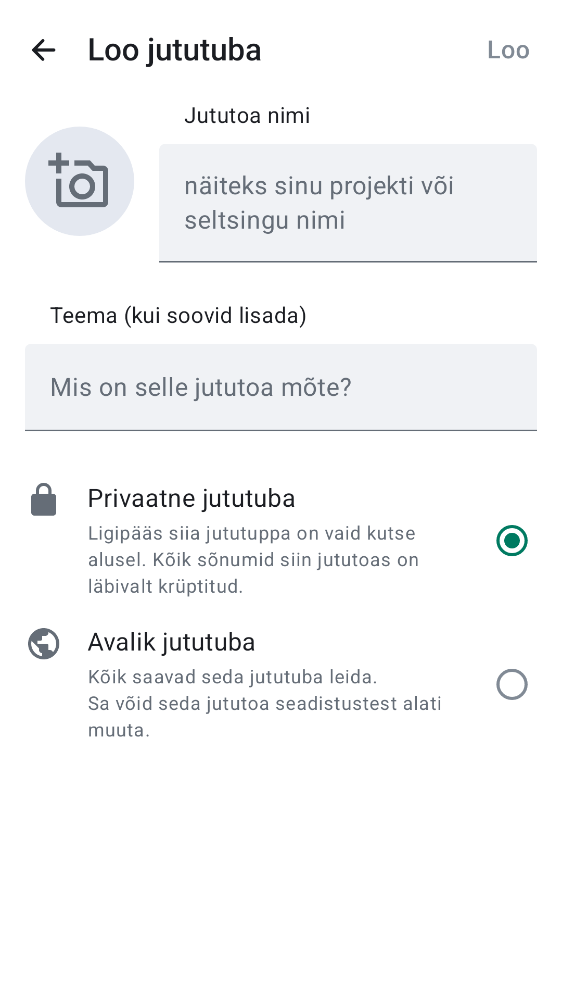 Loo jututuba
Loo
Jututoa nimi
näiteks sinu projekti või
seltsingu nimi
Teema (kui soovid lisada)
Mis on selle jututoa mõte?
Privaatne jututuba
Ligipääs siia jututuppa on vaid kutse
alusel. Kõik sõnumid siin jututoas on
läbivalt krüptitud.
Avalik jututuba
Kõik saavad seda jututuba leida.
Sa võid seda jututoa seadistustest alati
muuta.